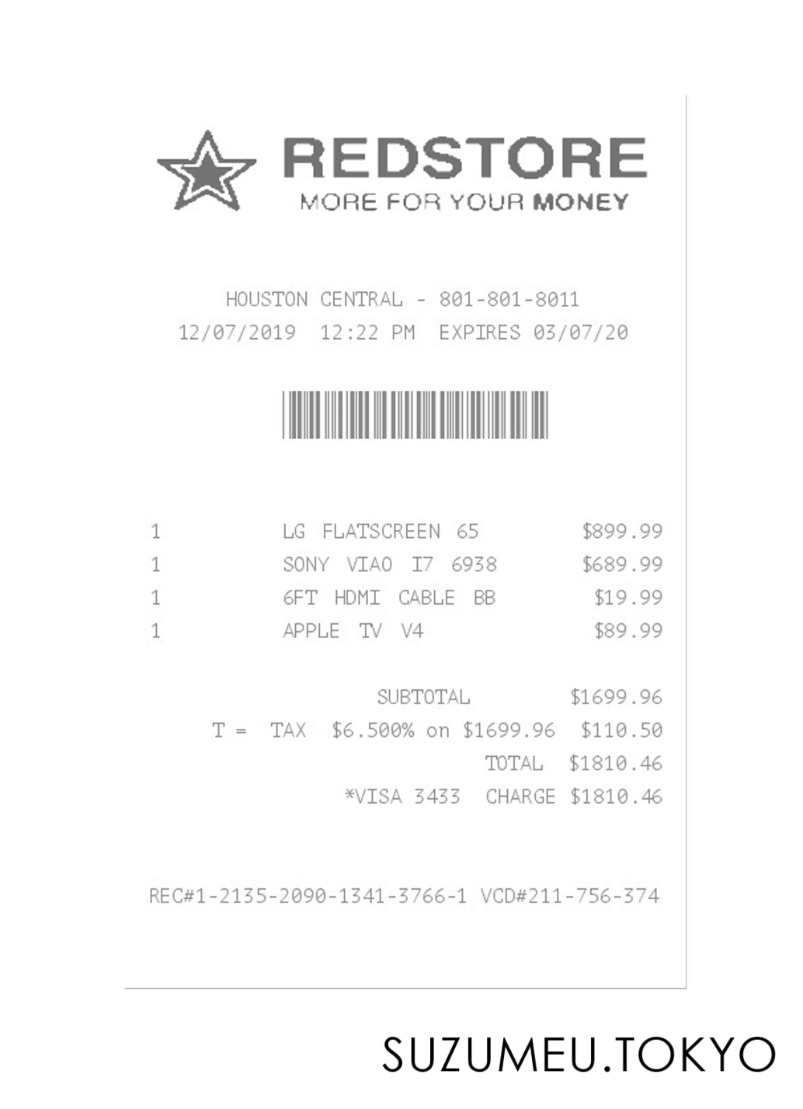 REDSTORE
MORE FOR YOUR MONEY
HOUSTON CENTRAL - 801-801-8011
12/07/2019 12:22 PM EXPIRES 03/07/20
1 LG FLATSCREEN 65 $899.99
1 SONY VIAO I7 6938 $689.99
1 6FT HDMI CABLE BB $19.99
1 APPLE TV V4 $89.99
SUBTOTAL $1699.96
T = TAX $6.500% on $1699.96 $110.50
TOTAL $1810.46
*VISA 3433 CHARGE $1810.46
REC#1-2135-2090-1341-3766-1 VCD#211-756-374
SUZUMEU.TOKYO